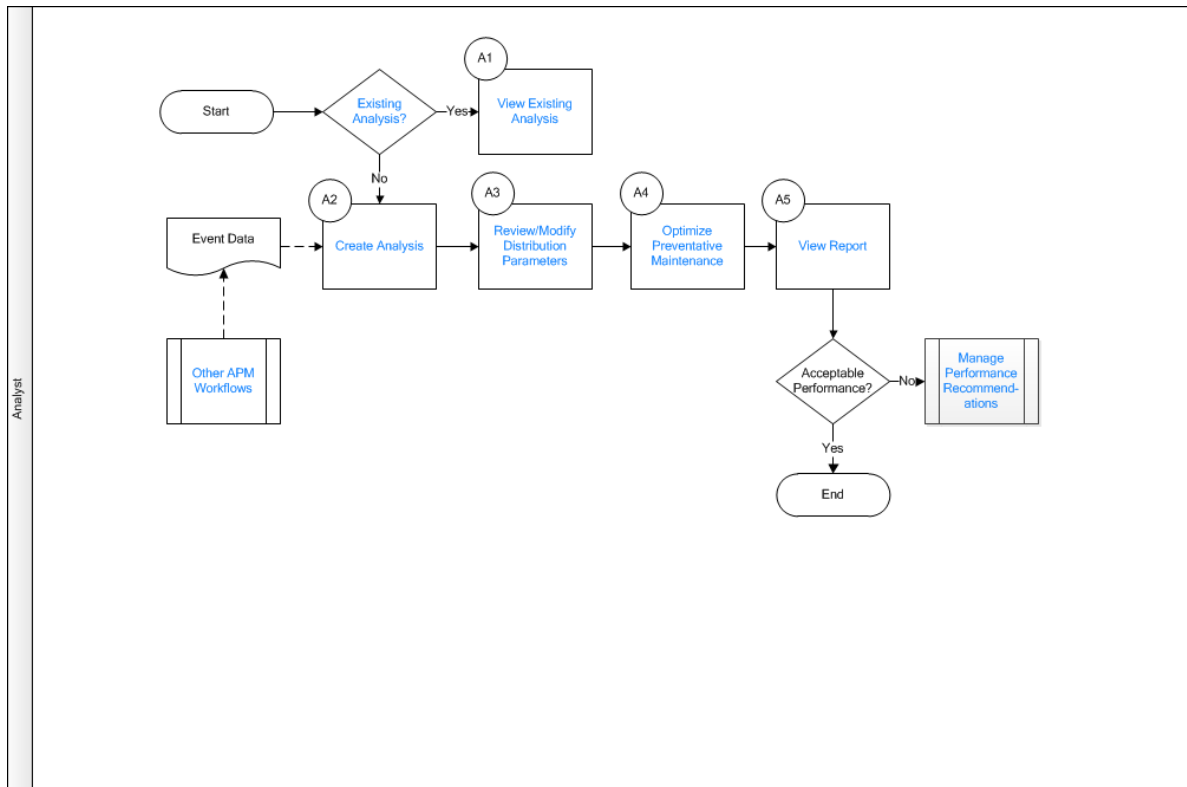 A1
Start
Existing
Analysis?
Yes
View Existing
Analysis
No
A2
A3
A4
A5
Event Data
Create Analysis
Review/Modify
Distribution
Parameters
Optimize
Preventative
Maintenance
View Report
Other APM
Workflows
Acceptable
Performance?
No
Manage
Performance
Recommend-
ations
Yes
End
Analyst